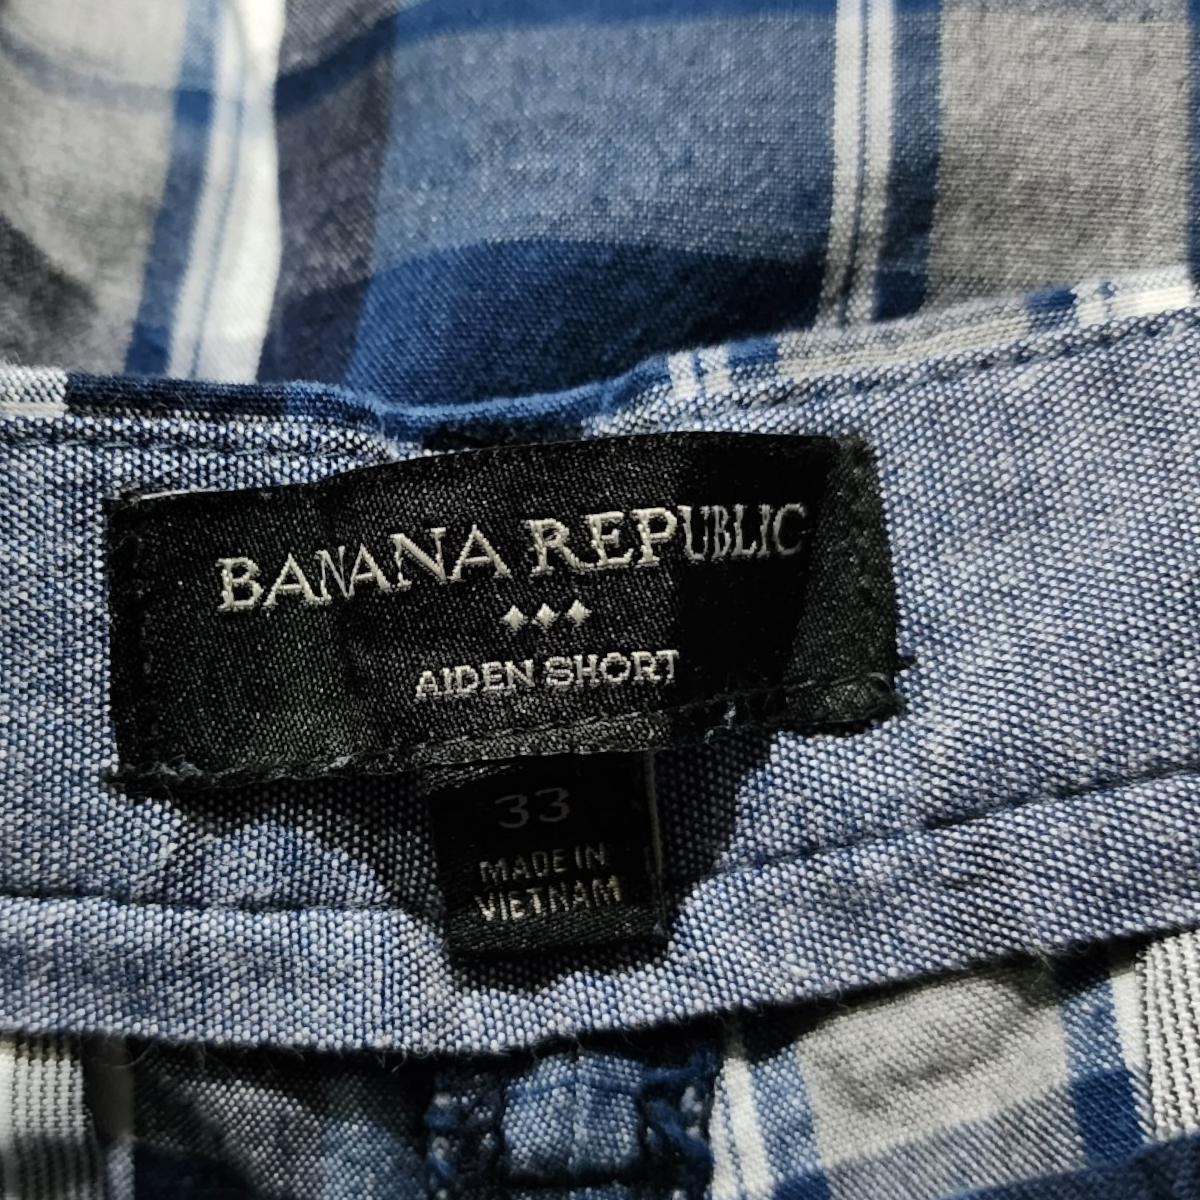 BANANA REPUBLIC
AIDEN SHORT
33
MADE IN
VIETNAM